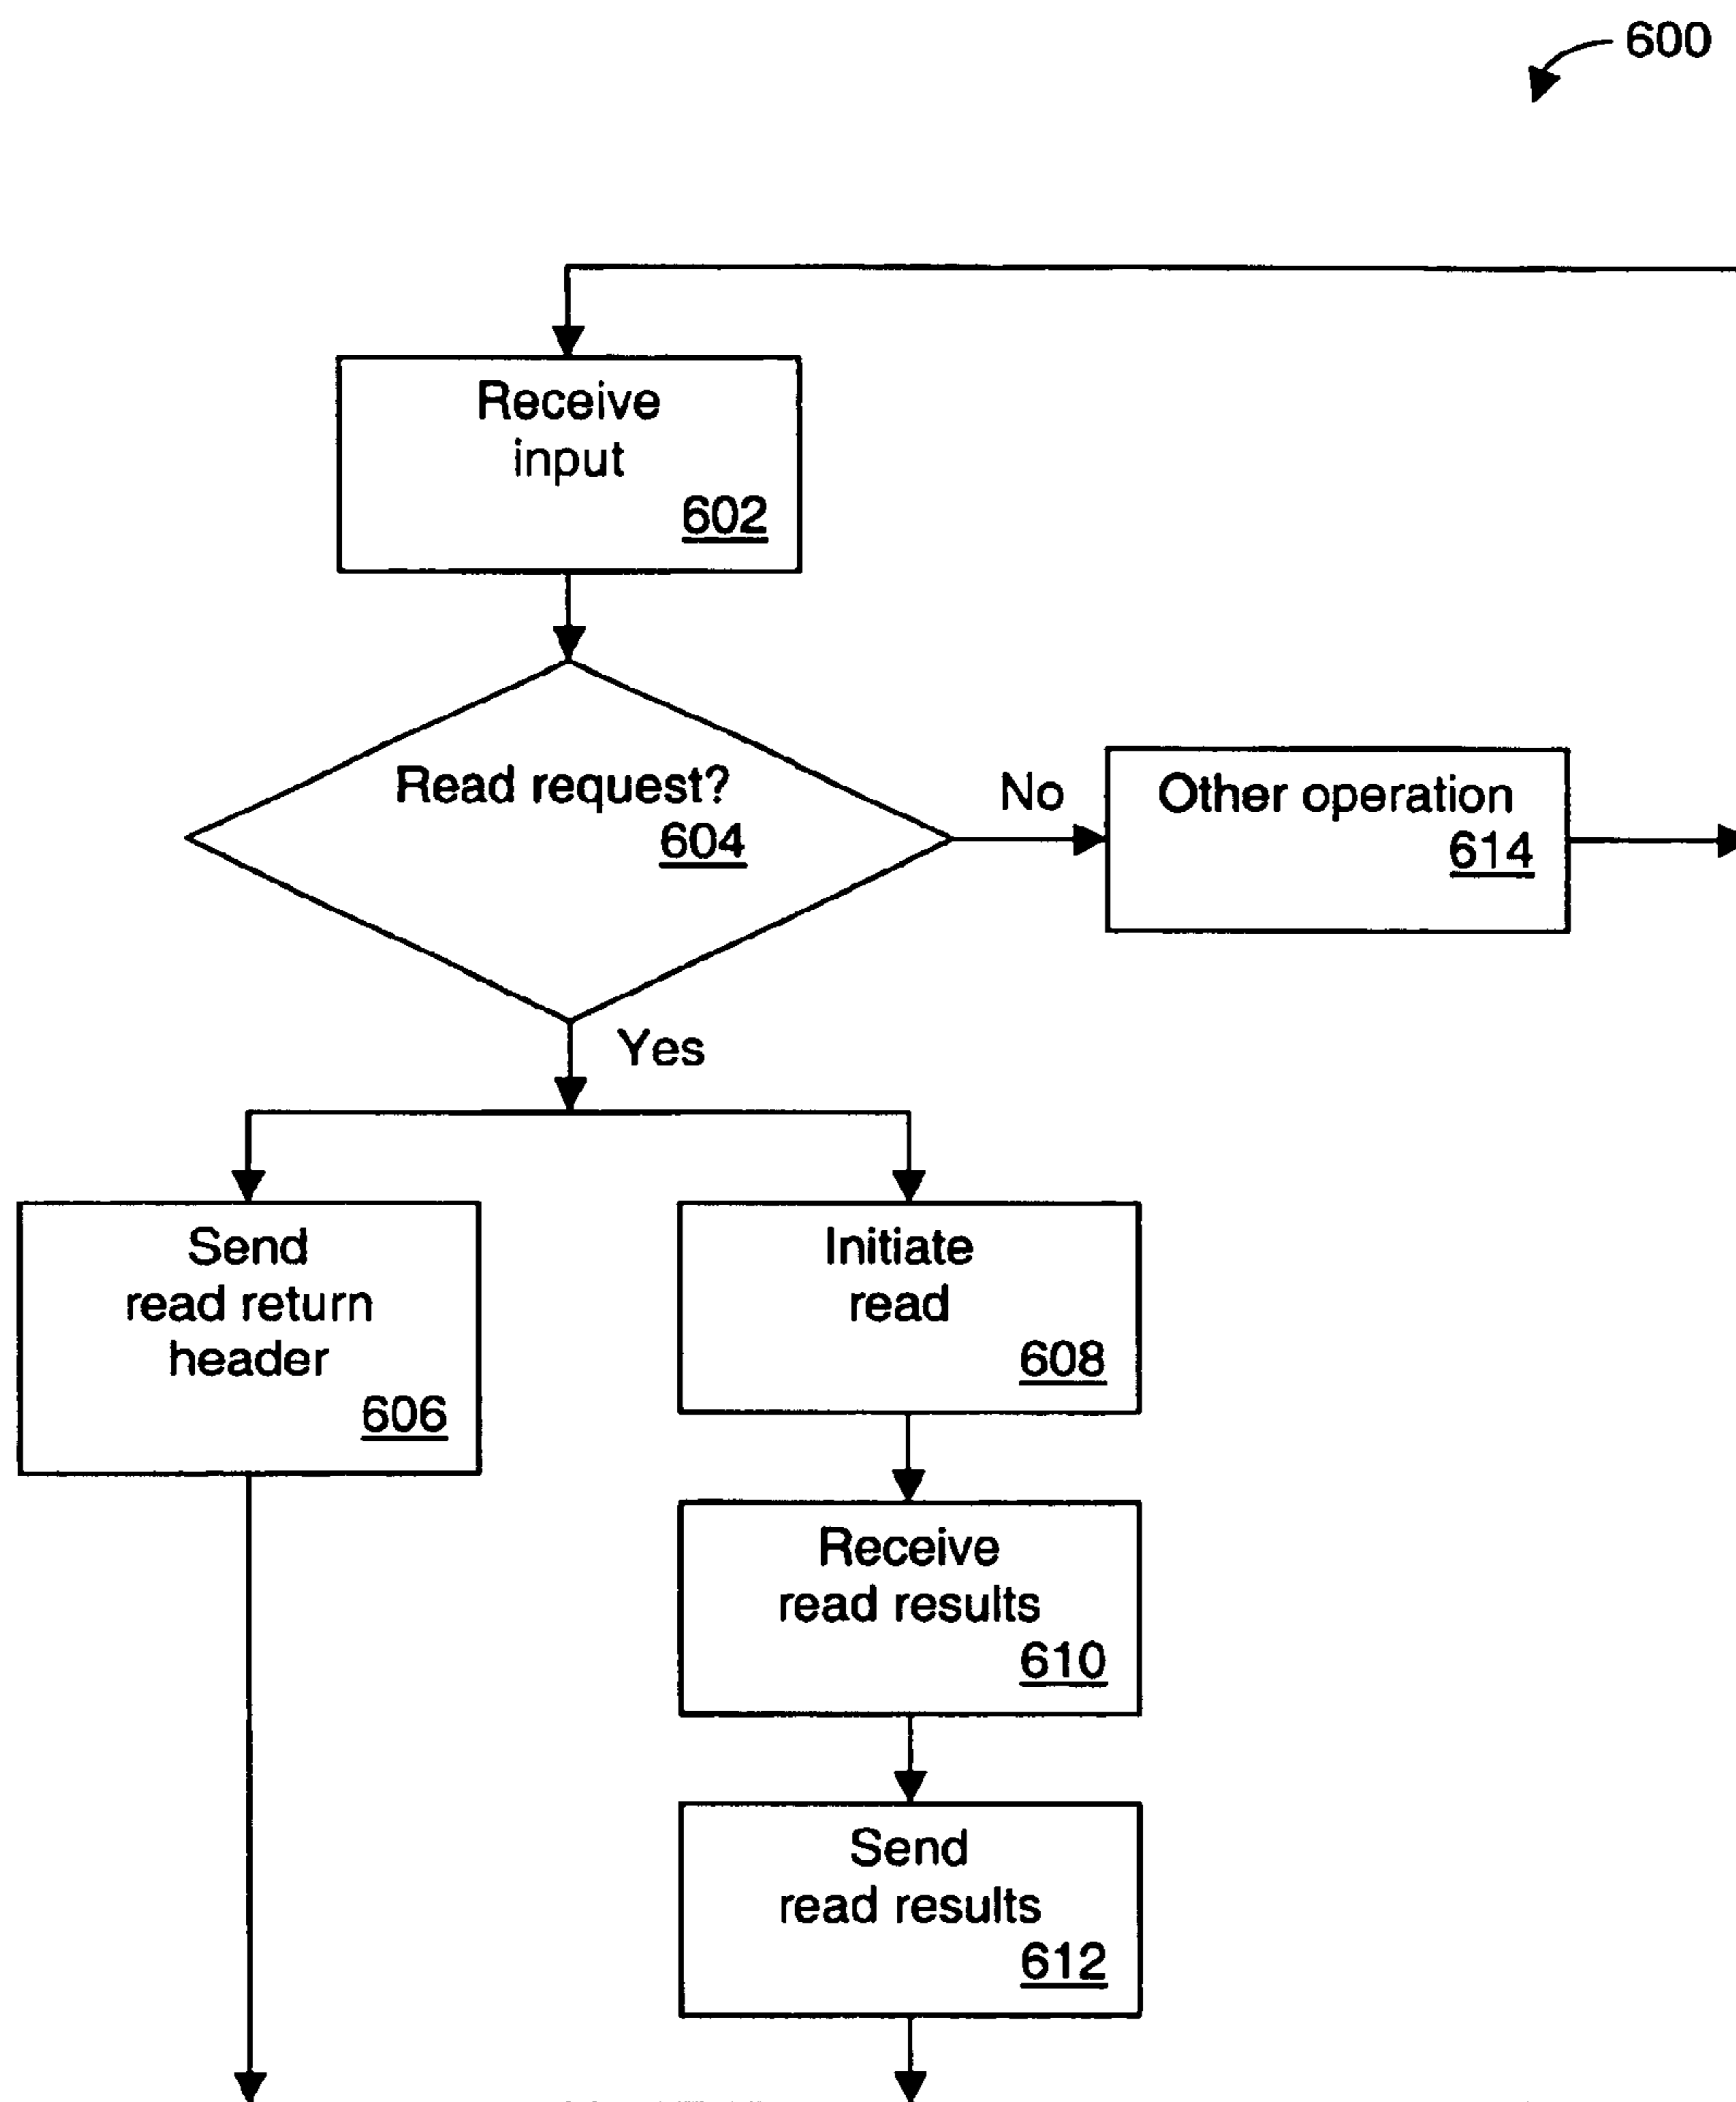 600
Receive
input
602
Read request?
604
No
Other operation
614
Yes
Send
read return
header
606
Initiate
read
608
Receive
read results
610
Send
read results
612